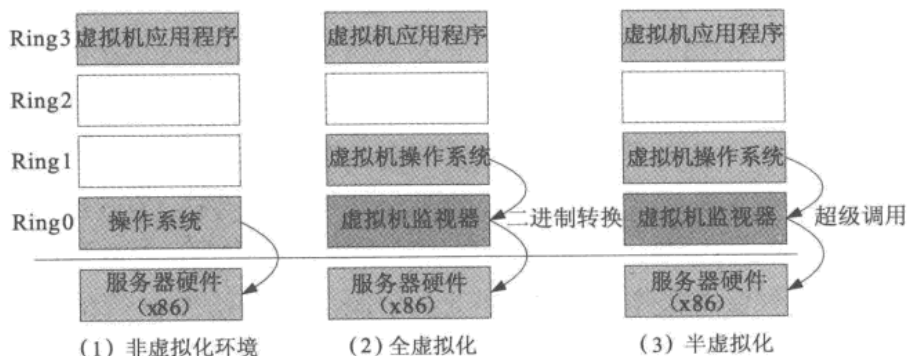 Ring3 虚拟机应用程序 虚拟机应用程序 虚拟机应用程序
Ring2
Ring1 虚拟机操作系统 虚拟机操作系统
Ring0 操作系统 虚拟机监视器 二进制转换 虚拟机监视器 超级调用
服务器硬件 服务器硬件 服务器硬件
(x86) (x86) (x86)
(1) 非虚拟化环境 (2) 全虚拟化 (3) 半虚拟化